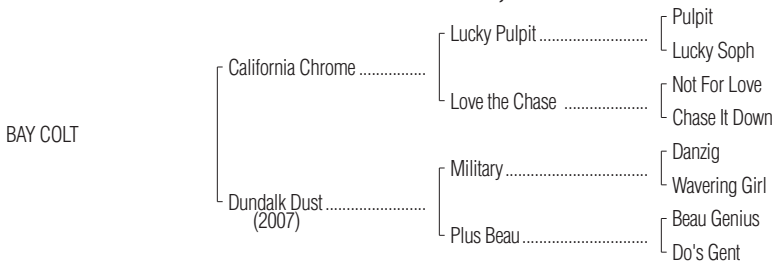 Pulpit
Lucky Pulpit ..........................
Lucky Soph
California Chrome ................
Not For Love
Love the Chase ....................
Chase It Down
BAY COLT
Danzig
Military ..................................
Wavering Girl
Dundalk Dust ........................
(2007)
Beau Genius
Plus Beau ..............................
Do's Gent